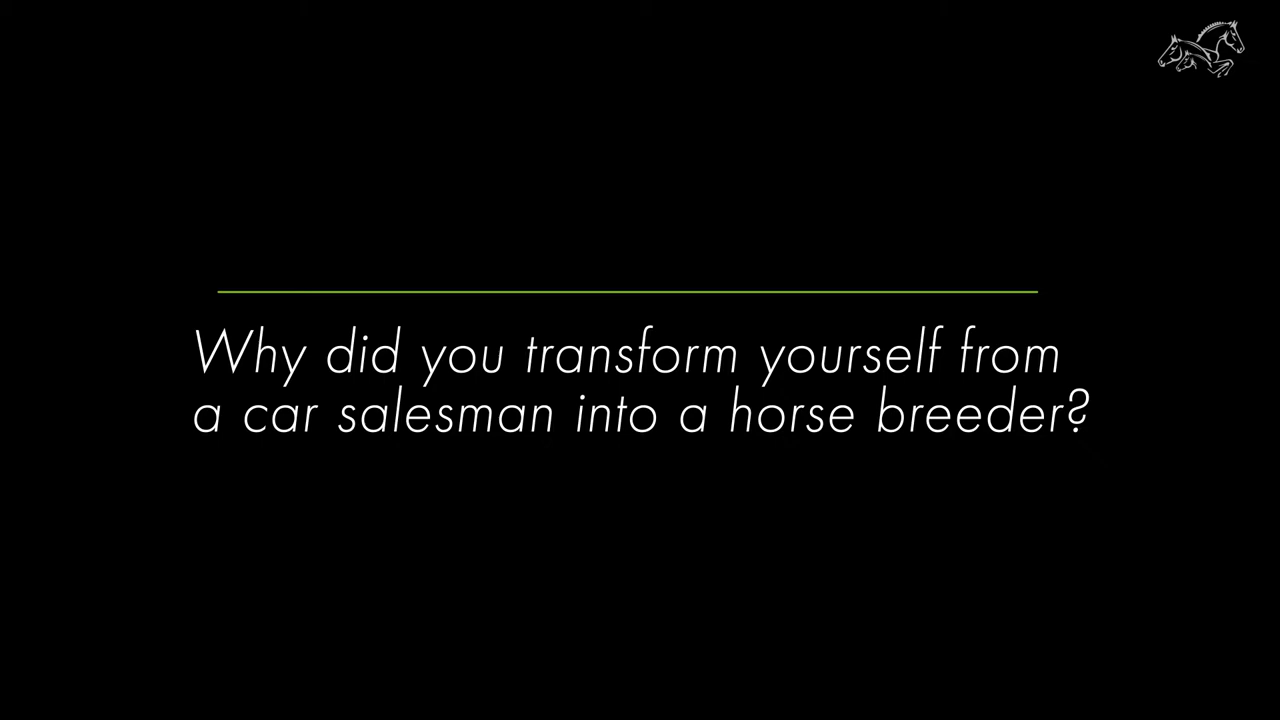 Why did you transform yourself from
a car salesman into a horse breeder?